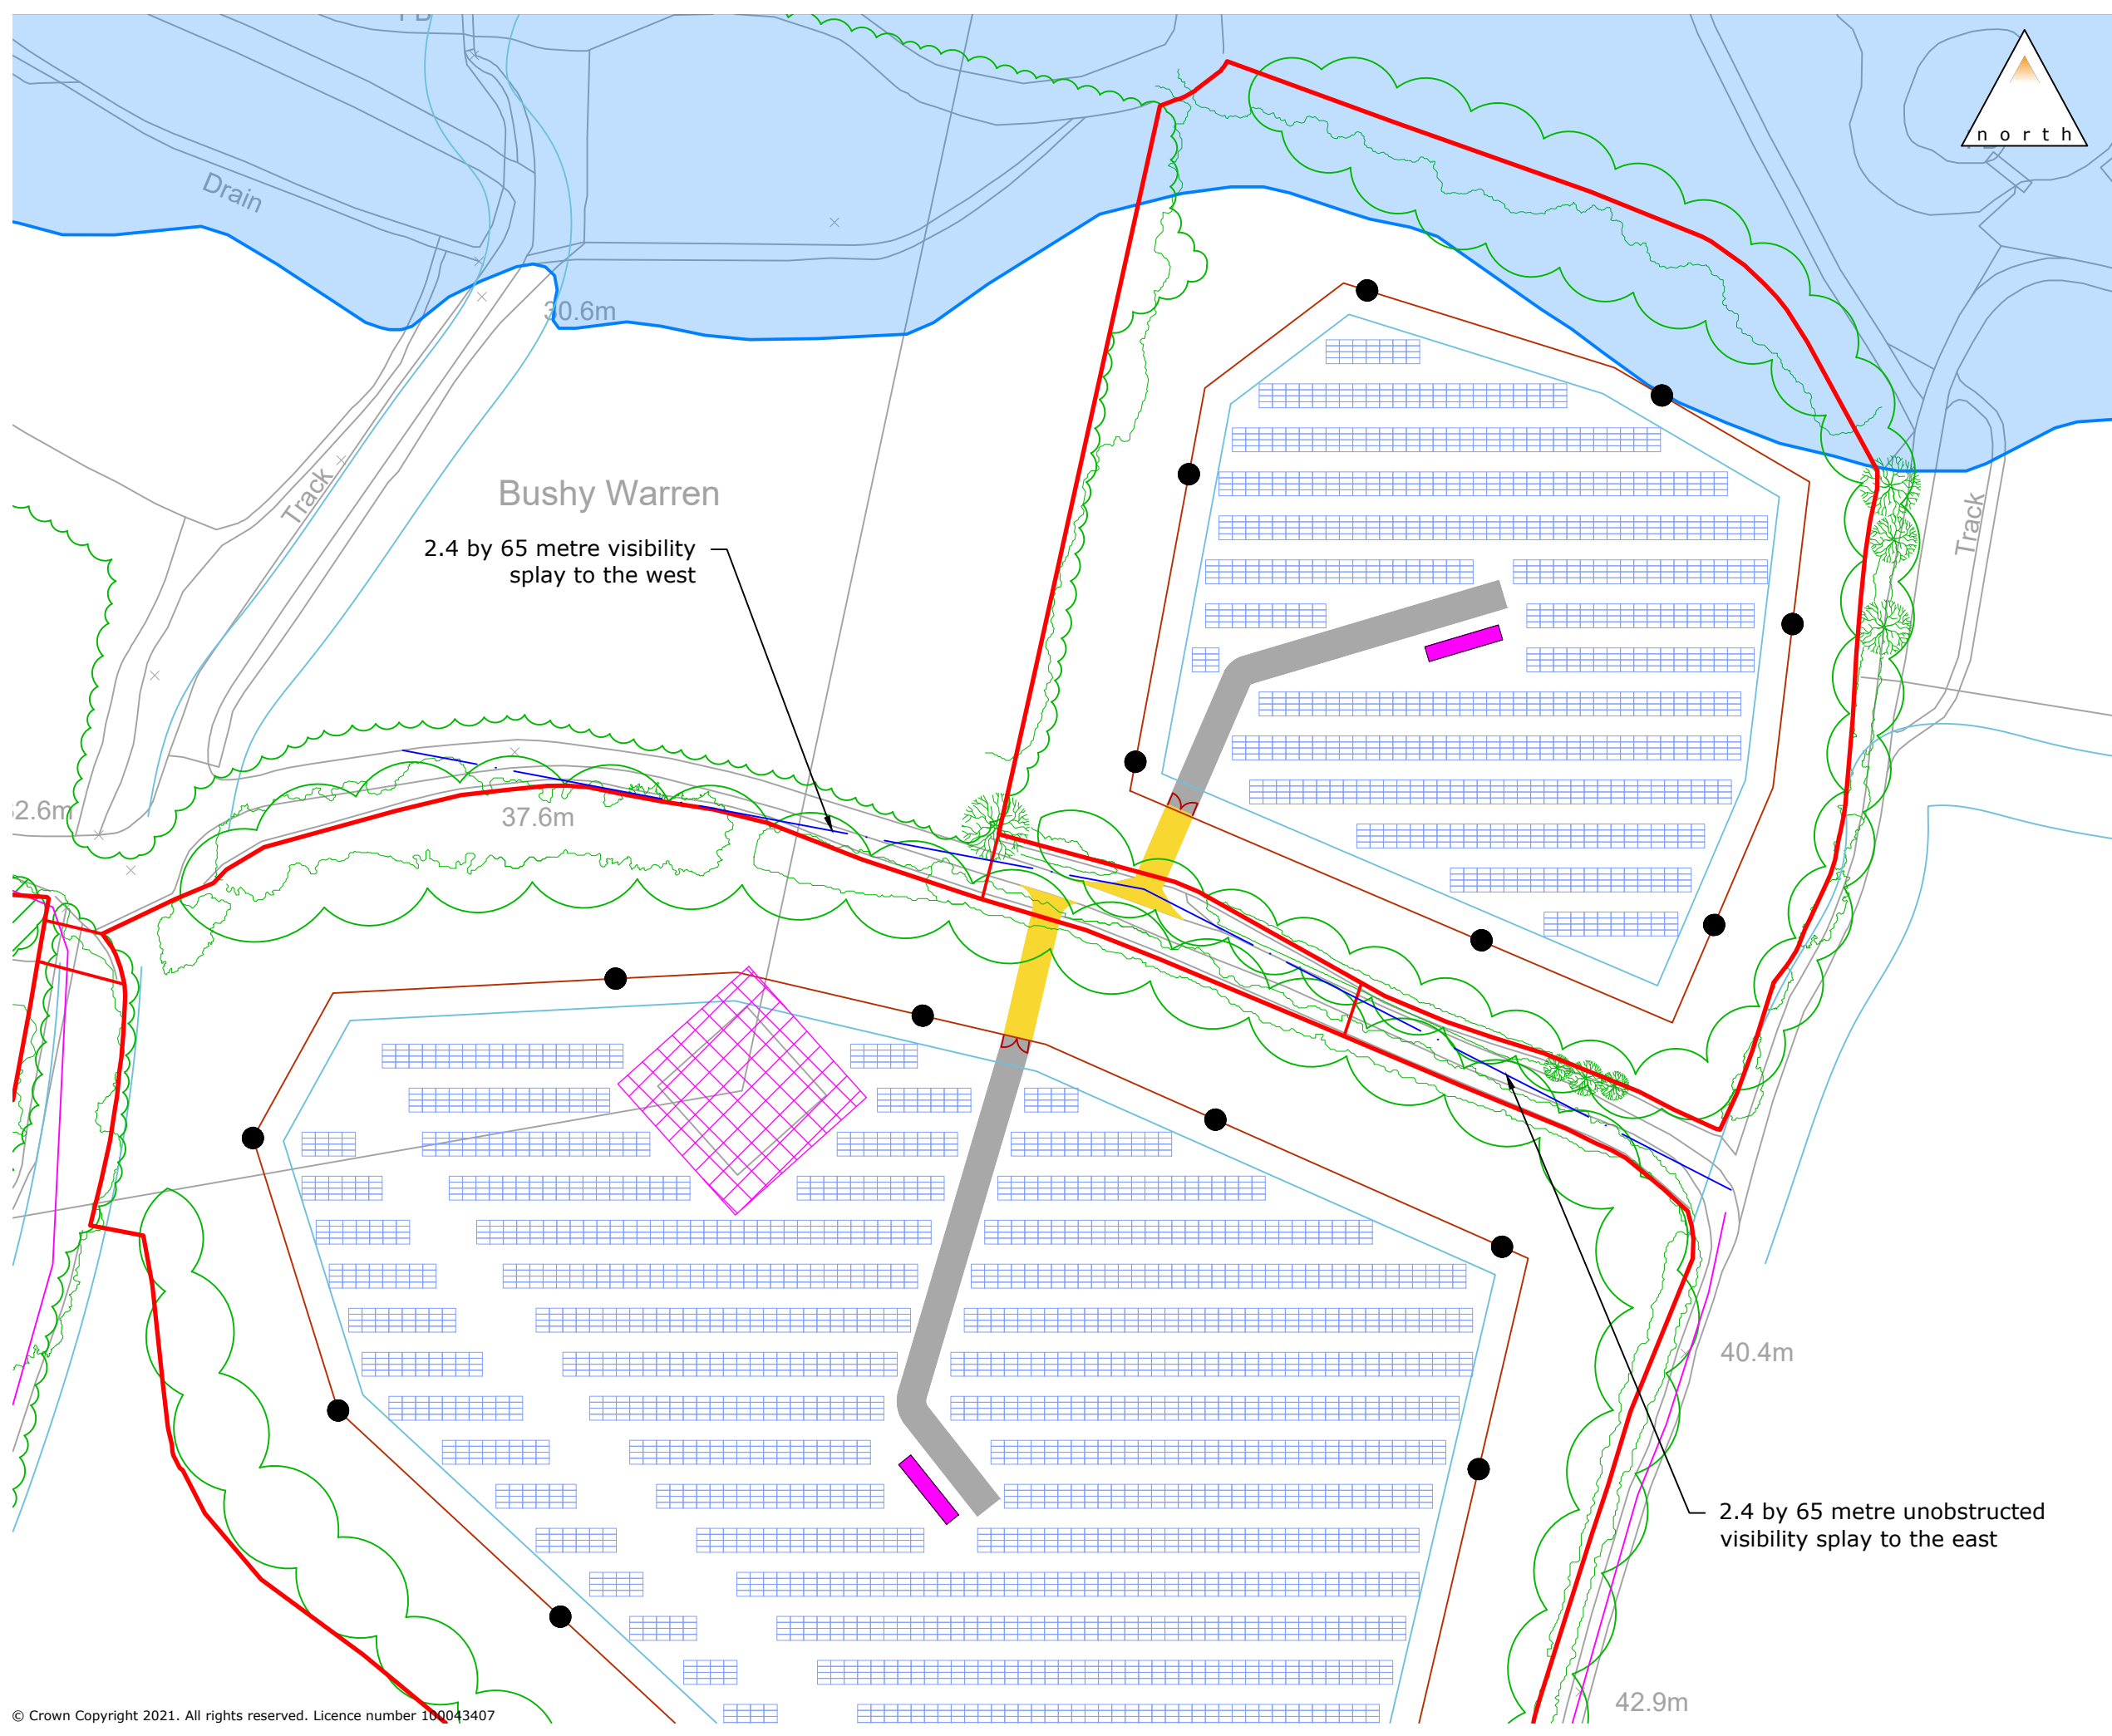 north
Drain
30.6m
Track
Bushy Warren
Track
2.4 by 65 metre visibility
splay to the west
37.6m
40.4m
2.4 by 65 metre unobstructed
visibility splay to the east
42.9m
© Crown Copyright 2021. All rights reserved. Licence number 100043407